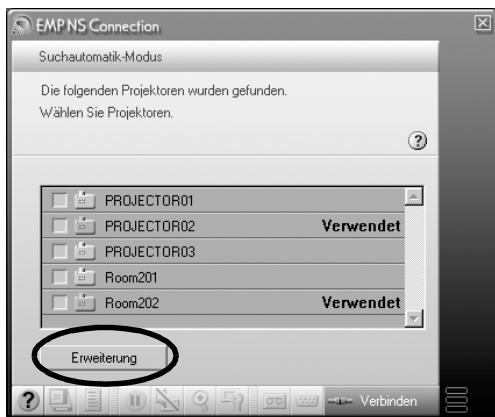 EMP NS Connection
Suchautomatik-Modus
Die folgenden Projektoren wurden gefunden.
Wählen Sie Projektoren.
?
PROJECTOR01
PROJECTOR02 Verwendet
PROJECTOR03
Room201
Room202 Verwendet
Erweiterung
? Verbinden